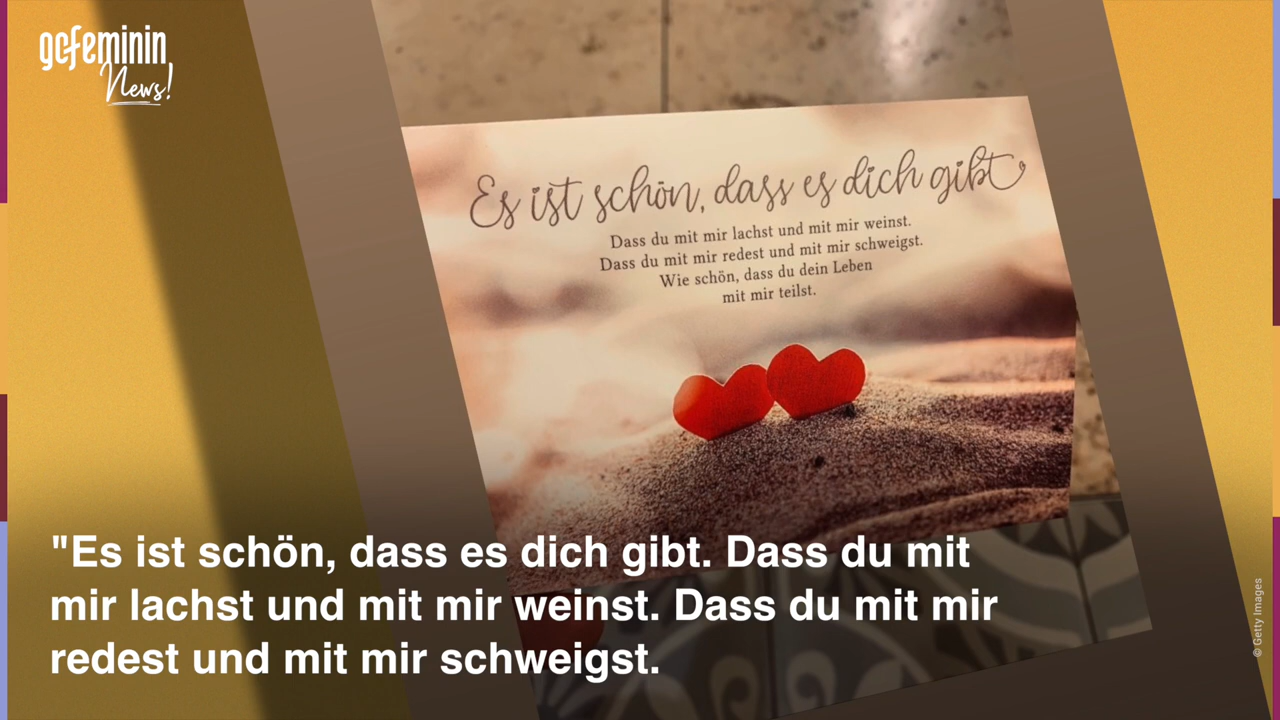 gofeminin
News!
Es ist schön, dass es dich gibt
Dass du mit mir lachst und mit mir weinst.
Dass du mit mir redest und mit mir schweigst.
Wie schön, dass du dein Leben
mit mir teilst.
"Es ist schön, dass es dich gibt. Dass du mit
mir lachst und mit mir weinst. Dass du mit mir
redest und mit mir schweigst.
© Getty Images